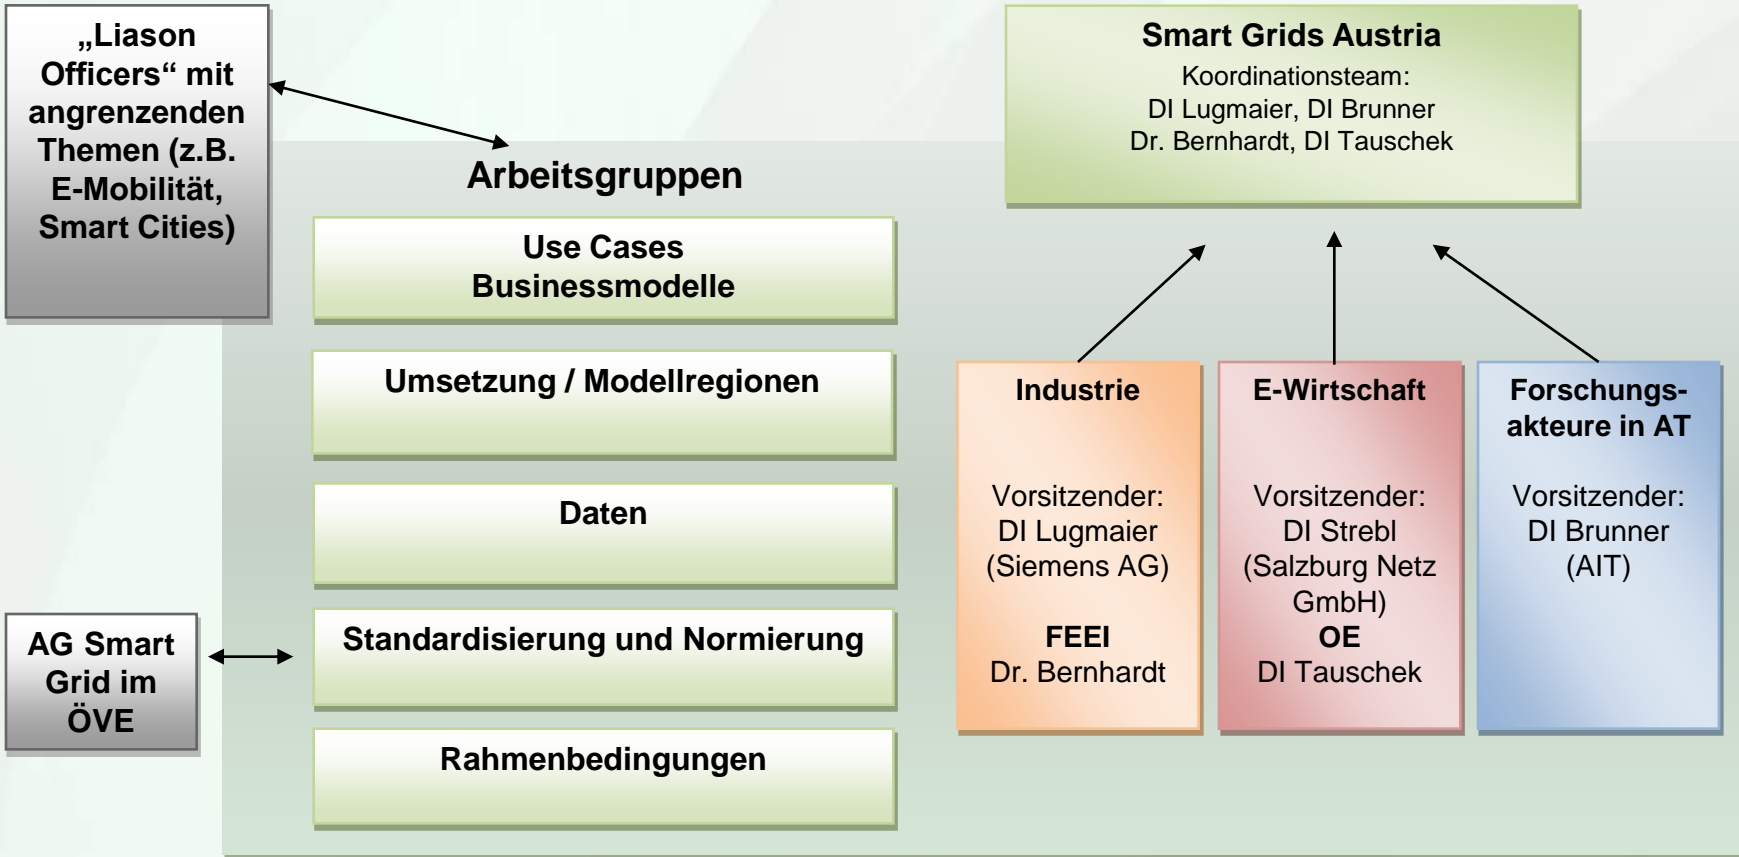 „Liason
Officers“ mit
angrenzenden
Themen (z.B.
E-Mobilität,
Smart Cities)
Smart Grids Austria
Koordinationsteam:
DI Lugmaier, DI Brunner
Dr. Bernhardt, DI Tauschek
Arbeitsgruppen
Use Cases
Businessmodelle
Umsetzung / Modellregionen
Daten
Standardisierung und Normierung
Rahmenbedingungen
AG Smart
Grid im
ÖVE
Industrie
Vorsitzender:
DI Lugmaier
(Siemens AG)
FEEI
Dr. Bernhardt
E-Wirtschaft
Vorsitzender:
DI Strebl
(Salzburg Netz
GmbH)
OE
DI Tauschek
Forschungs-
akteure in AT
Vorsitzender:
DI Brunner
(AIT)